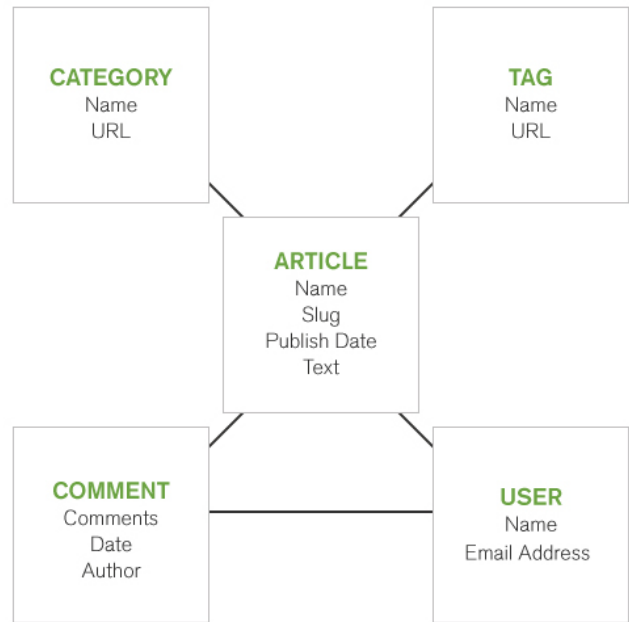 CATEGORY
Name
URL
TAG
Name
URL
ARTICLE
Name
Slug
Publish Date
Text
COMMENT
Comments
Date
Author
USER
Name
Email Address